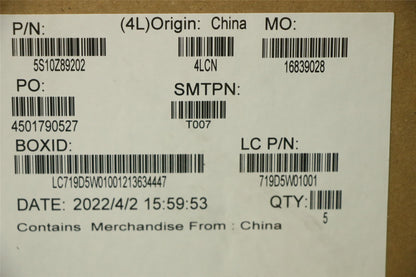 P/N: (4L)Origin: China MO:
5S10Z89202 4LCN 16839028
PO: SMTPN:
4501790527 T007
BOXID: LC P/N:
LC719D5W01001213634447 719D5W01001
DATE: 2022/4/2 15:59:53 QTY:
5
Contains Merchandise From : China